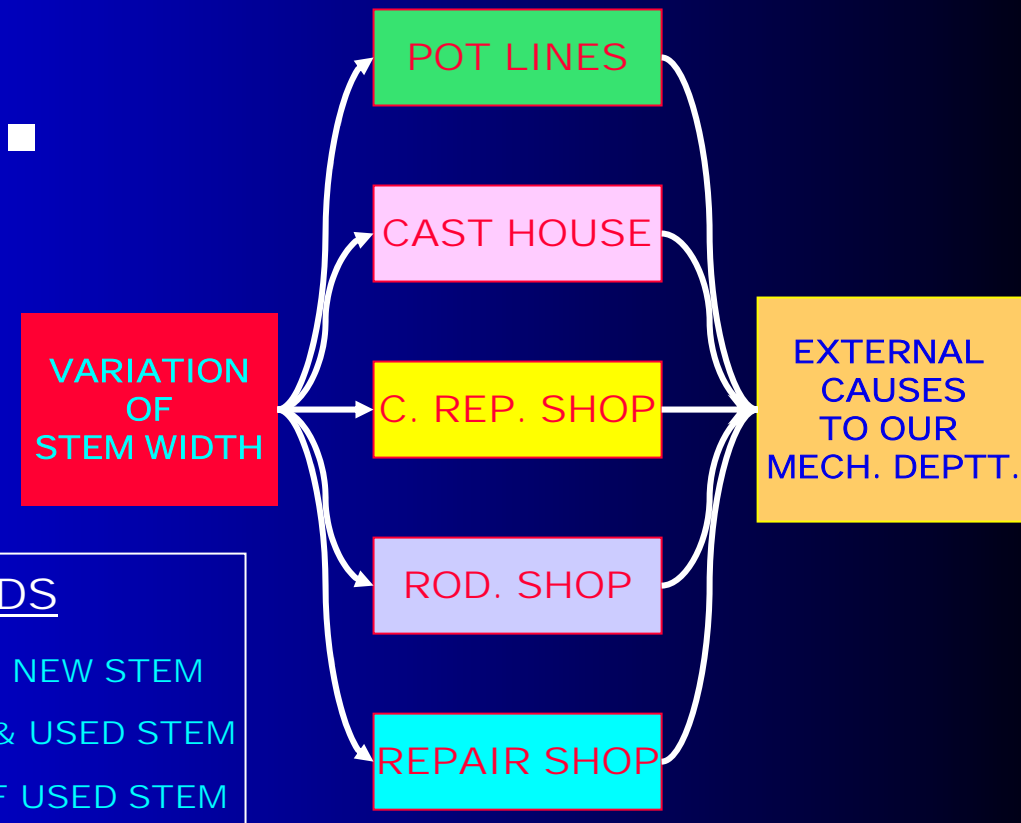 POT LINES
CAST HOUSE
VARIATION
OF
STEM WIDTH
C. REP. SHOP
EXTERNAL
CAUSES
TO OUR
MECH. DEPTT.
ROD. SHOP
REPAIR SHOP
DS
NEW STEM
& USED STEM
F USED STEM